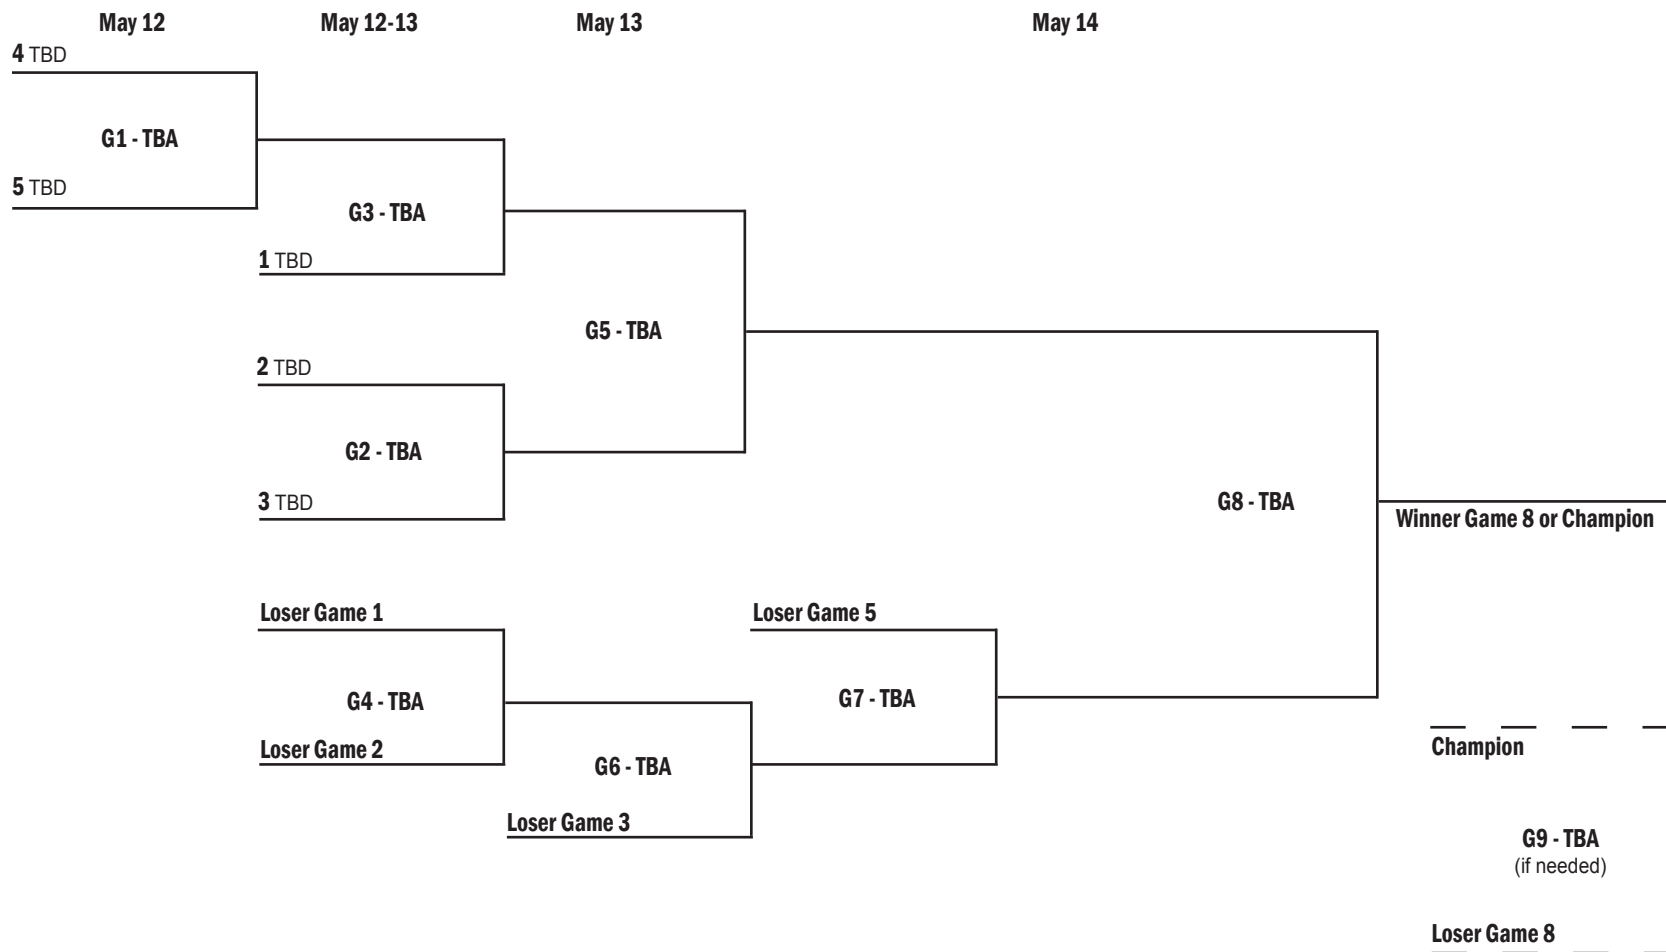 May 12
May 12-13
May 13
May 14
4 TBD
G1 - TBA
5 TBD
G3 - TBA
1 TBD
G5 - TBA
2 TBD
G2 - TBA
3 TBD
G8 - TBA
Winner Game 8 or Champion
Loser Game 1
Loser Game 5
G4 - TBA
G7 - TBA
Loser Game 2
Champion
G6 - TBA
Loser Game 3
G9 - TBA
(if needed)
Loser Game 8